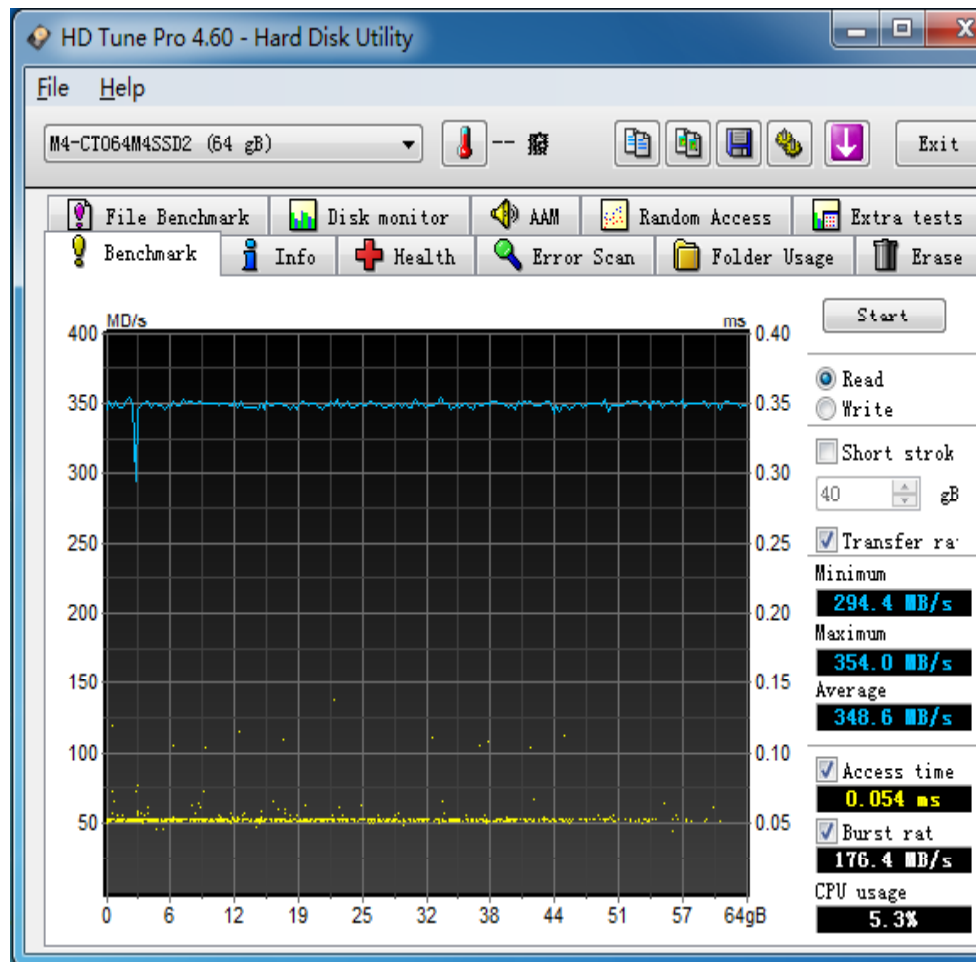 HD Tune Pro 4.60 - Hard Disk Utility
File Help
M4-CT064M4SSD2 (64 gB) -- 癈 Exit
File Benchmark Disk monitor AAM Random Access Extra tests
Benchmark Info Health Error Scan Folder Usage Erase
MD/s ms
400 0.40
350 0.35
300 0.30
250 0.25
200 0.20
150 0.15
100 0.10
50 0.05
0 6 12 19 25 32 38 44 51 57 64gB
Start
Read
Write
Short strok
40 gB
Transfer ra
Minimum
294.4 MB/s
Maximum
354.0 MB/s
Average
348.6 MB/s
Access time
0.054 ms
Burst rat
176.4 MB/s
CPU usage
5.3%